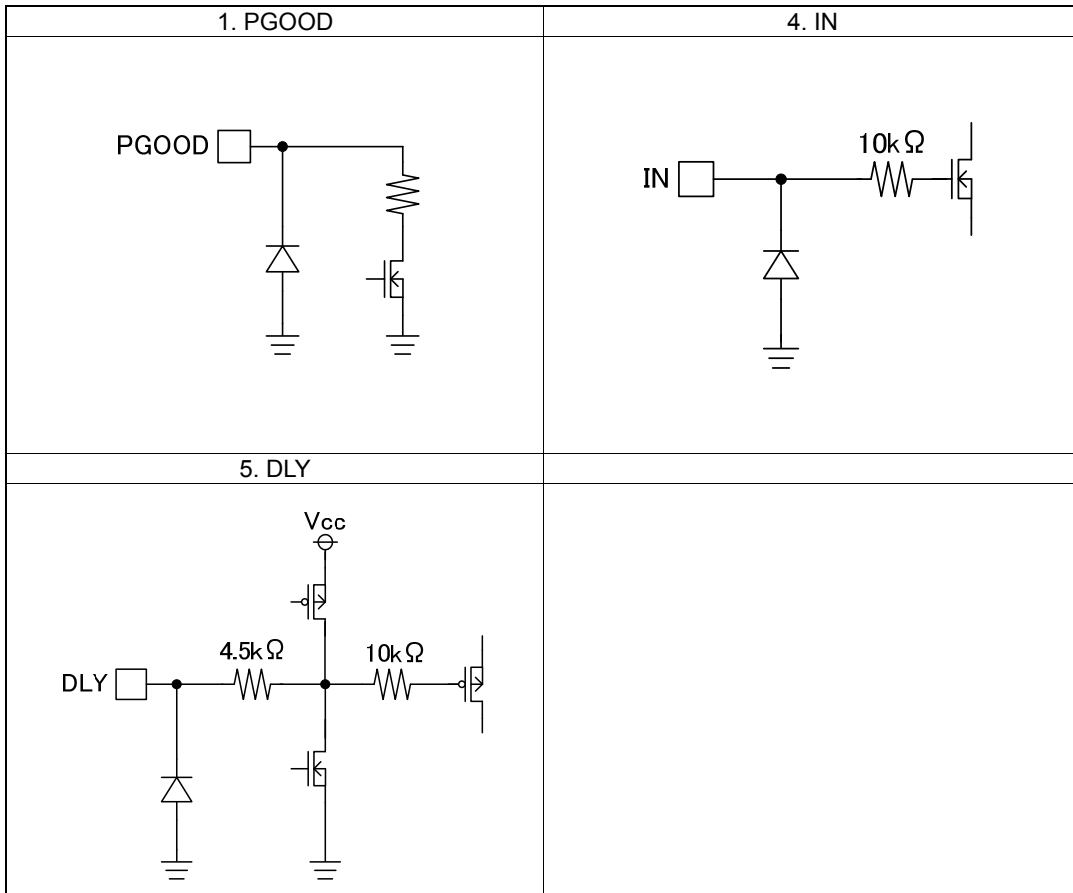 1. PGOOD
4. IN
PGOOD
IN
10kΩ
5. DLY
Vcc
4.5kΩ
10kΩ
DLY